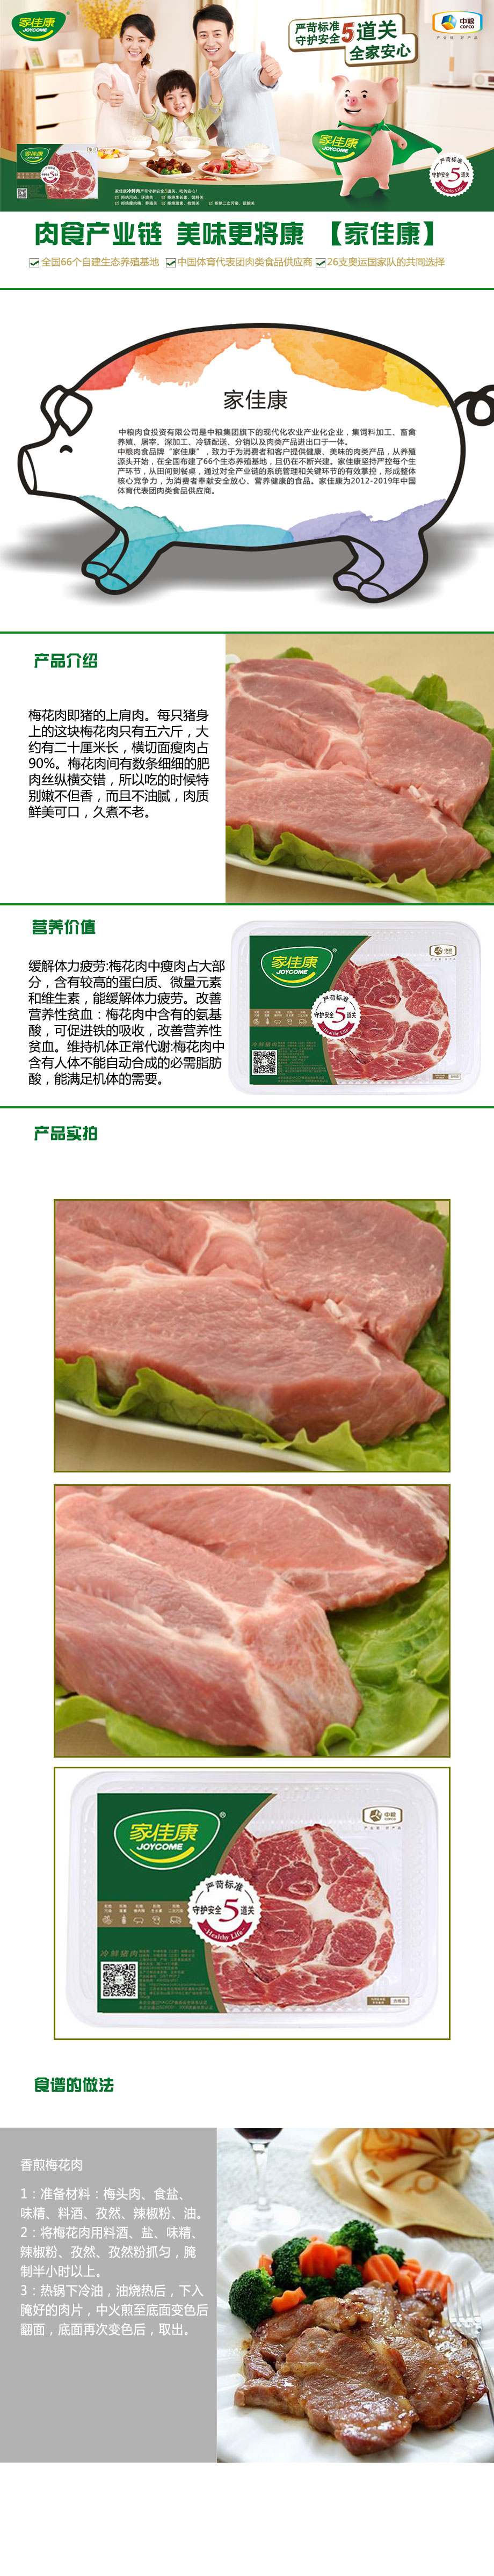 家佳康
JOYCOME
严苛标准
守护安全5道关
全家安心
中粮
COFCO
产业链 好产品
家佳康
JOYCOME
家佳康
JOYCOME
严苛标准
守护安全5道关
Healthy Life
肉食产业链 美味更将康 【家佳康】
全国66个自建生态养殖基地 中国体育代表团肉类食品供应商 26支奥运国家队的共同选择
家佳康
中粮肉食投资有限公司是中粮集团旗下的现代化农业产业化企业，集饲料加工、畜禽
养殖、屠宰、深加工、冷链配送、分销以及肉类产品进出口于一体。
中粮肉食品牌“家佳康”，致力于为消费者和客户提供健康、美味的肉类产品，从养殖
源头开始，在全国布建了66个生态养殖基地，且仍在不断兴建。家佳康坚持严控每个生
产环节，从田间到餐桌，通过对全产业链的系统管理和关键环节的有效掌控，形成整体
核心竞争力，为消费者奉献安全放心、营养健康的食品。家佳康为2012-2019年中国
体育代表团肉类食品供应商。
产品介绍
梅花肉即猪的上肩肉。每只猪身
上的这块梅花肉只有五六斤，大
约有二十厘米长，横切面瘦肉占
90%。梅花肉间有数条细细的肥
肉丝纵横交错，所以吃的时候特
别嫩不但香，而且不油腻，肉质
鲜美可口，久煮不老。
营养价值
缓解体力疲劳:梅花肉中瘦肉占大部
分，含有较高的蛋白质、微量元素
和维生素，能缓解体力疲劳。改善
营养性贫血：梅花肉中含有的氨基
酸，可促进铁的吸收，改善营养性
贫血。维持机体正常代谢:梅花肉中
含有人体不能自动合成的必需脂肪
酸，能满足机体的需要。
家佳康
JOYCOME
中粮
严苛标准
守护安全5道关
Healthy Life
冷鲜猪肉
产品实拍
家佳康
JOYCOME
中粮
COFCO
严苛标准
守护安全5道关
Healthy Life
冷鲜猪肉
食谱的做法
香煎梅花肉
1：准备材料：梅头肉、食盐、
味精、料酒、孜然、辣椒粉、油。
2：将梅花肉用料酒、盐、味精、
辣椒粉、孜然、孜然粉抓匀，腌
制半小时以上。
3：热锅下冷油，油烧热后，下入
腌好的肉片，中火煎至底面变色后
翻面，底面再次变色后，取出。